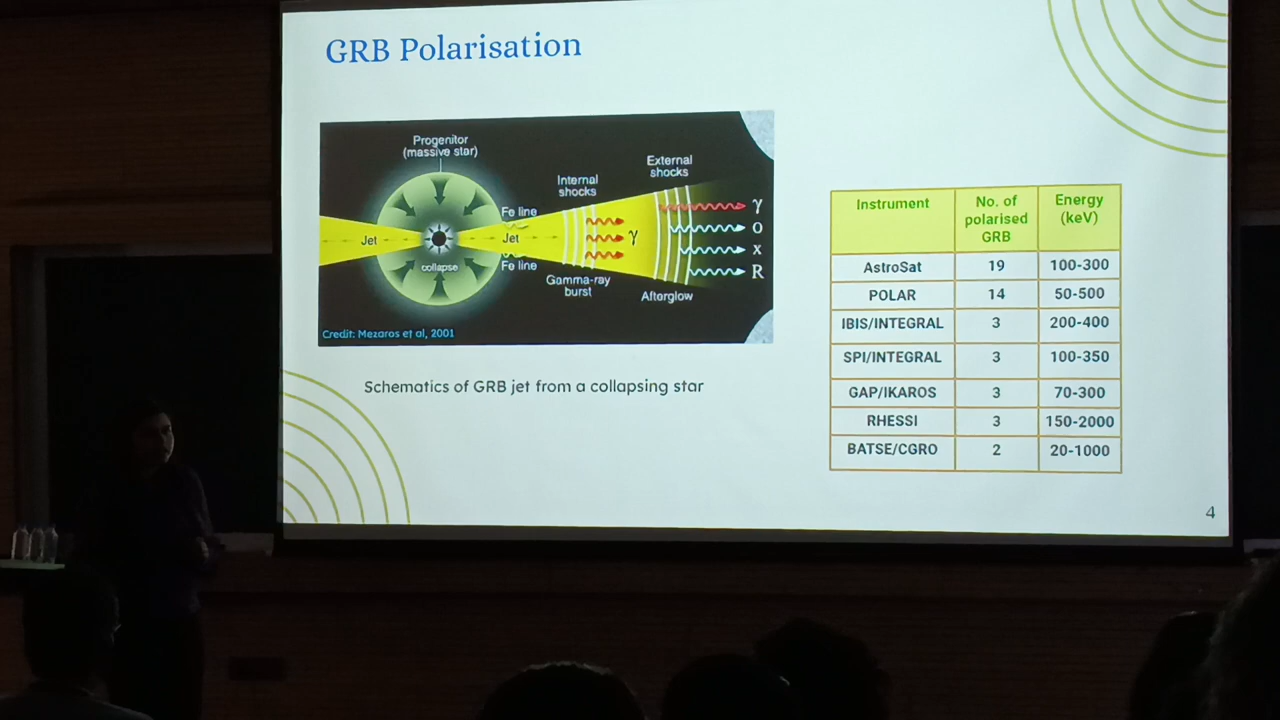 GRB Polarisation
Progenitor
(massive star)
External
shocks
Internal
shocks
Fe line
γ
O
X
R
Jet
Jet
γ
collapse
Fe line
Gamma-ray
burst
Afterglow
Credit: Mezaros et al, 2001
Schematics of GRB jet from a collapsing star
Instrument No. of polarised GRB Energy (keV)
AstroSat 19 100-300
POLAR 14 50-500
IBIS/INTEGRAL 3 200-400
SPI/INTEGRAL 3 100-350
GAP/IKAROS 3 70-300
RHESSI 3 150-2000
BATSE/CGRO 2 20-1000
4